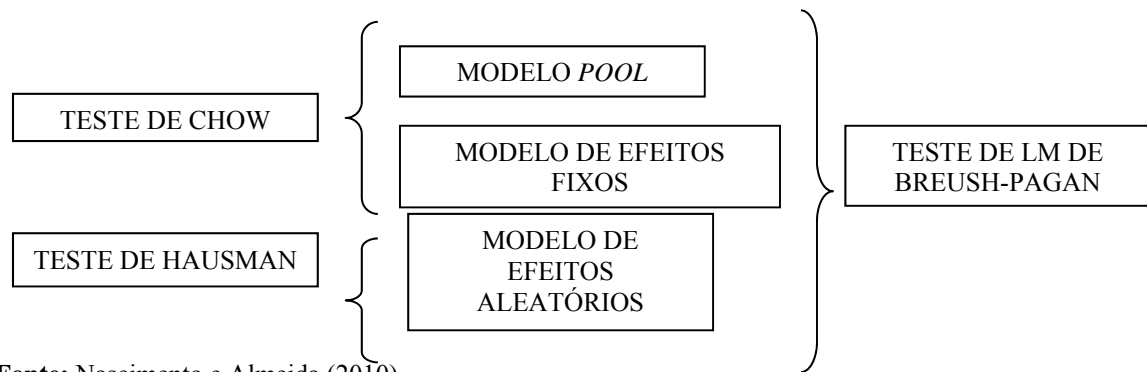 TESTE DE CHOW
TESTE DE HAUSMAN
MODELO POOL
MODELO DE EFEITOS
FIXOS
MODELO DE
EFEITOS
ALEATÓRIOS
TESTE DE LM DE
BREUSH-PAGAN
Fonte: Nascimento e Almeida (2010)